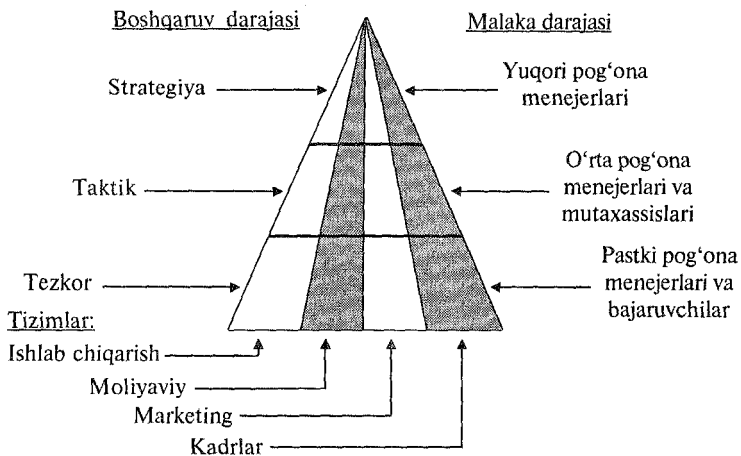 Boshqaruv darajasi
Malaka darajasi
Strategiya
Yuqori pog‘ona
menejerlari
Taktik
O‘rta pog‘ona
menejerlari va
mutaxassislari
Tezkor
Pastki pog‘ona
menejerlari va
bajaruvchilar
Tizimlar:
Ishlab chiqarish
Moliyaviy
Marketing
Kadrlar